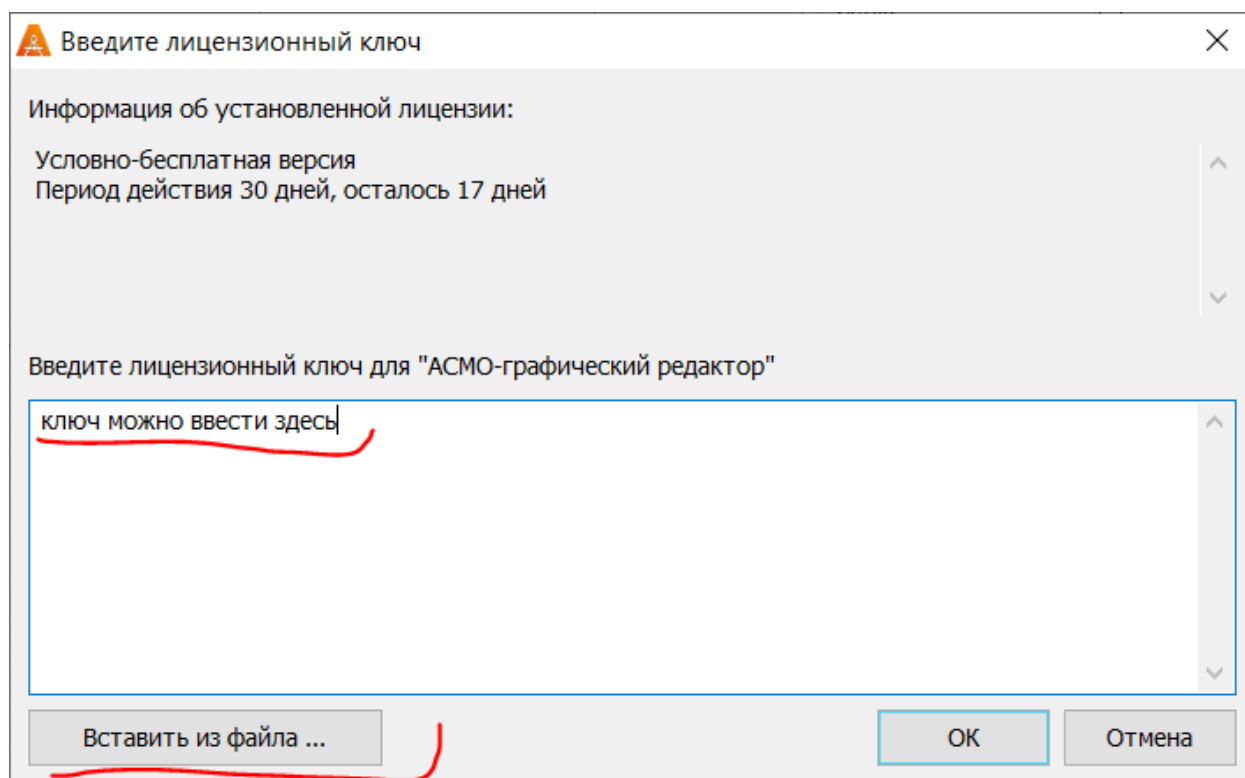 Введите лицензионный ключ
Информация об установленной лицензии:
Условно-бесплатная версия
Период действия 30 дней, осталось 17 дней
Введите лицензионный ключ для "АСМО-графический редактор"
ключ можно ввести здесь
Вставить из файла ... ОК Отмена